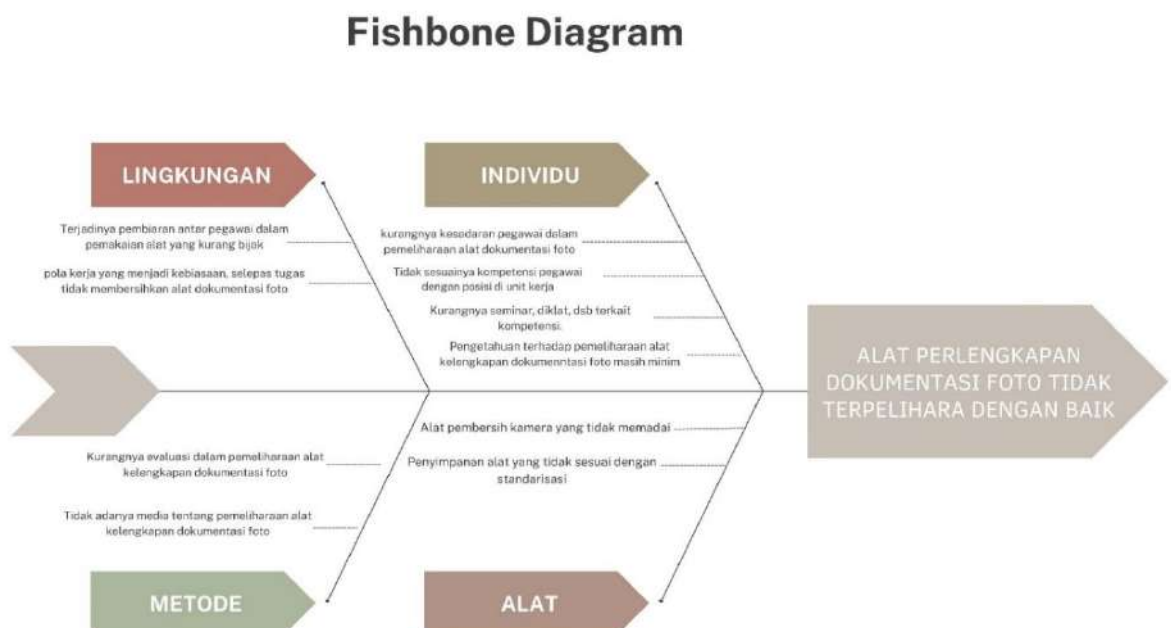 Fishbone Diagram
LINGKUNGAN
Terjadinya pembiaran antar pegawai dalam
pemakaian alat yang kurang bijak
pola kerja yang menjadi kebiasaan, selepas tugas
tidak membersihkan alat dokumentasi foto
INDIVIDU
kurangnya kesadaran pegawai dalam
pemeliharaan alat dokumentasi foto
Tidak sesuainya kompetensi pegawai
dengan posisi di unit kerja
Kurangnya seminar, diklat, dsb terkait
kompetensi.
Pengetahuan terhadap pemeliharaan alat
kelengkapan dokumenntasi foto masih minim
ALAT PERLENGKAPAN
DOKUMENTASI FOTO TIDAK
TERPELIHARA DENGAN BAIK
Kurangnya evaluasi dalam pemeliharaan alat
kelengkapan dokumentasi foto
Tidak adanya media tentang pemeliharaan alat
kelengkapan dokumentasi foto
METODE
Alat pembersih kamera yang tidak memadai
Penyimpanan alat yang tidak sesuai dengan
standarisasi
ALAT